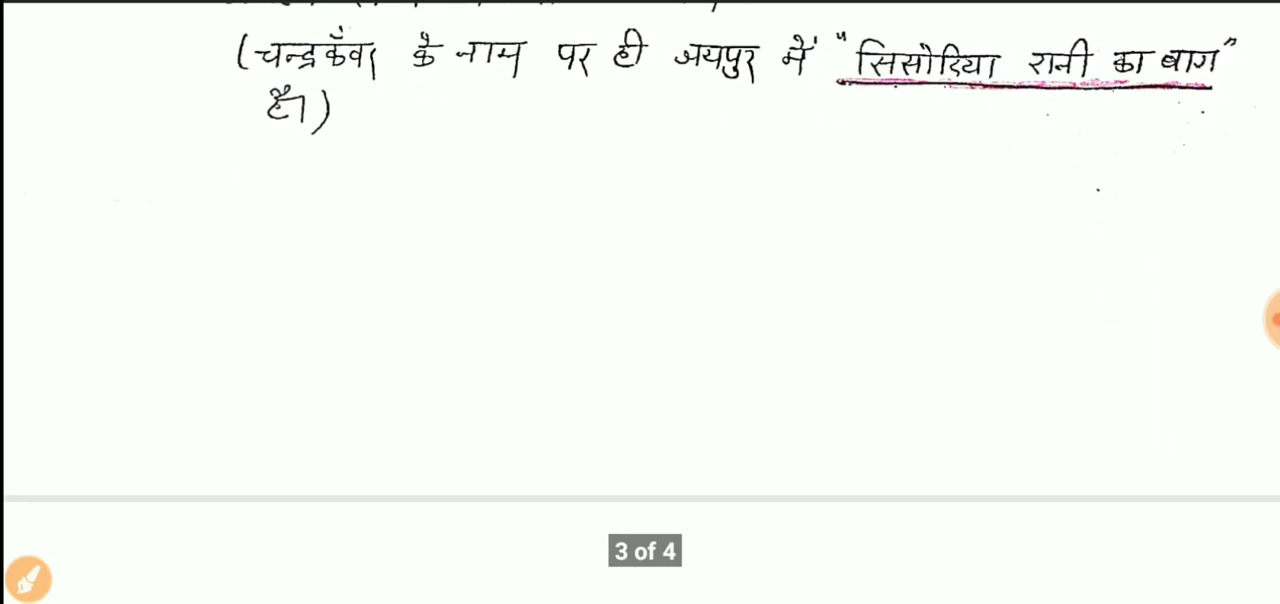 (चन्द्रकँवर के नाम पर ही जयपुर में "सिसोदिया रानी का बाग"
है।)
3 of 4